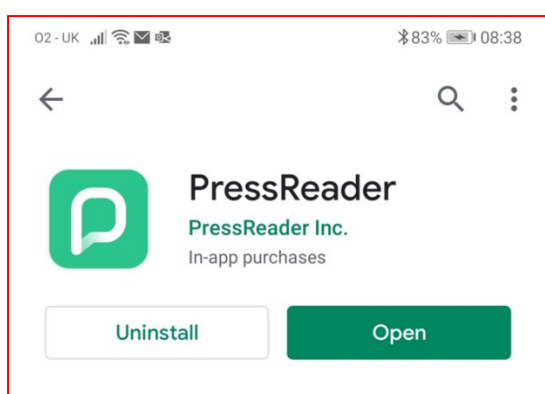 O2 - UK 83% 08:38
PressReader
PressReader Inc.
In-app purchases
Uninstall Open